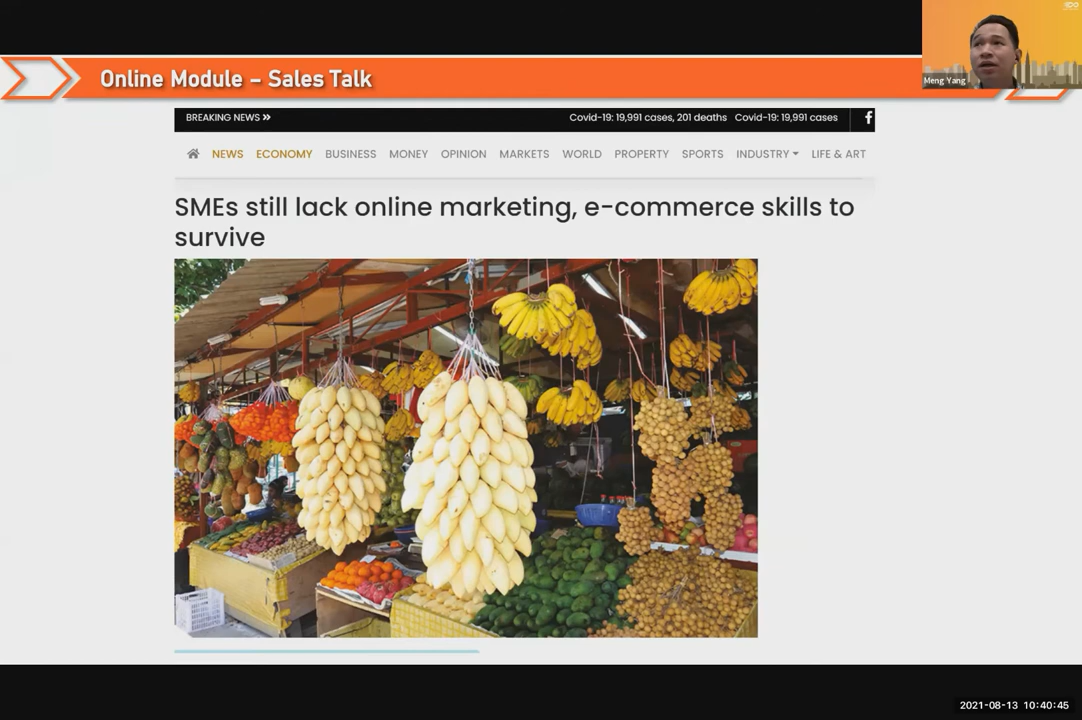 Online Module – Sales Talk
Meng Yang
BREAKING NEWS »
Covid-19: 19,991 cases, 201 deaths Covid-19: 19,991 cases
NEWS ECONOMY BUSINESS MONEY OPINION MARKETS WORLD PROPERTY SPORTS INDUSTRY LIFE & ART
SMEs still lack online marketing, e-commerce skills to
survive
2021-08-13 10:40:45